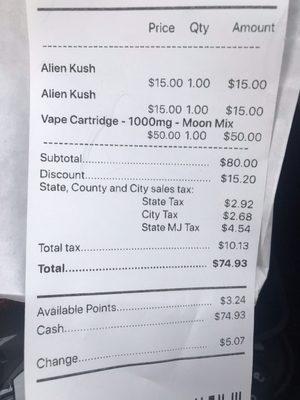 Price Qty Amount
Alien Kush
$15.00 1.00 $15.00
Alien Kush
$15.00 1.00 $15.00
Vape Cartridge - 1000mg - Moon Mix
$50.00 1.00 $50.00
Subtotal $80.00
Discount $15.20
State, County and City sales tax:
State Tax $2.92
City Tax $2.68
State MJ Tax $4.54
Total tax $10.13
Total $74.93
Available Points $3.24
Cash $74.93
Change $5.07